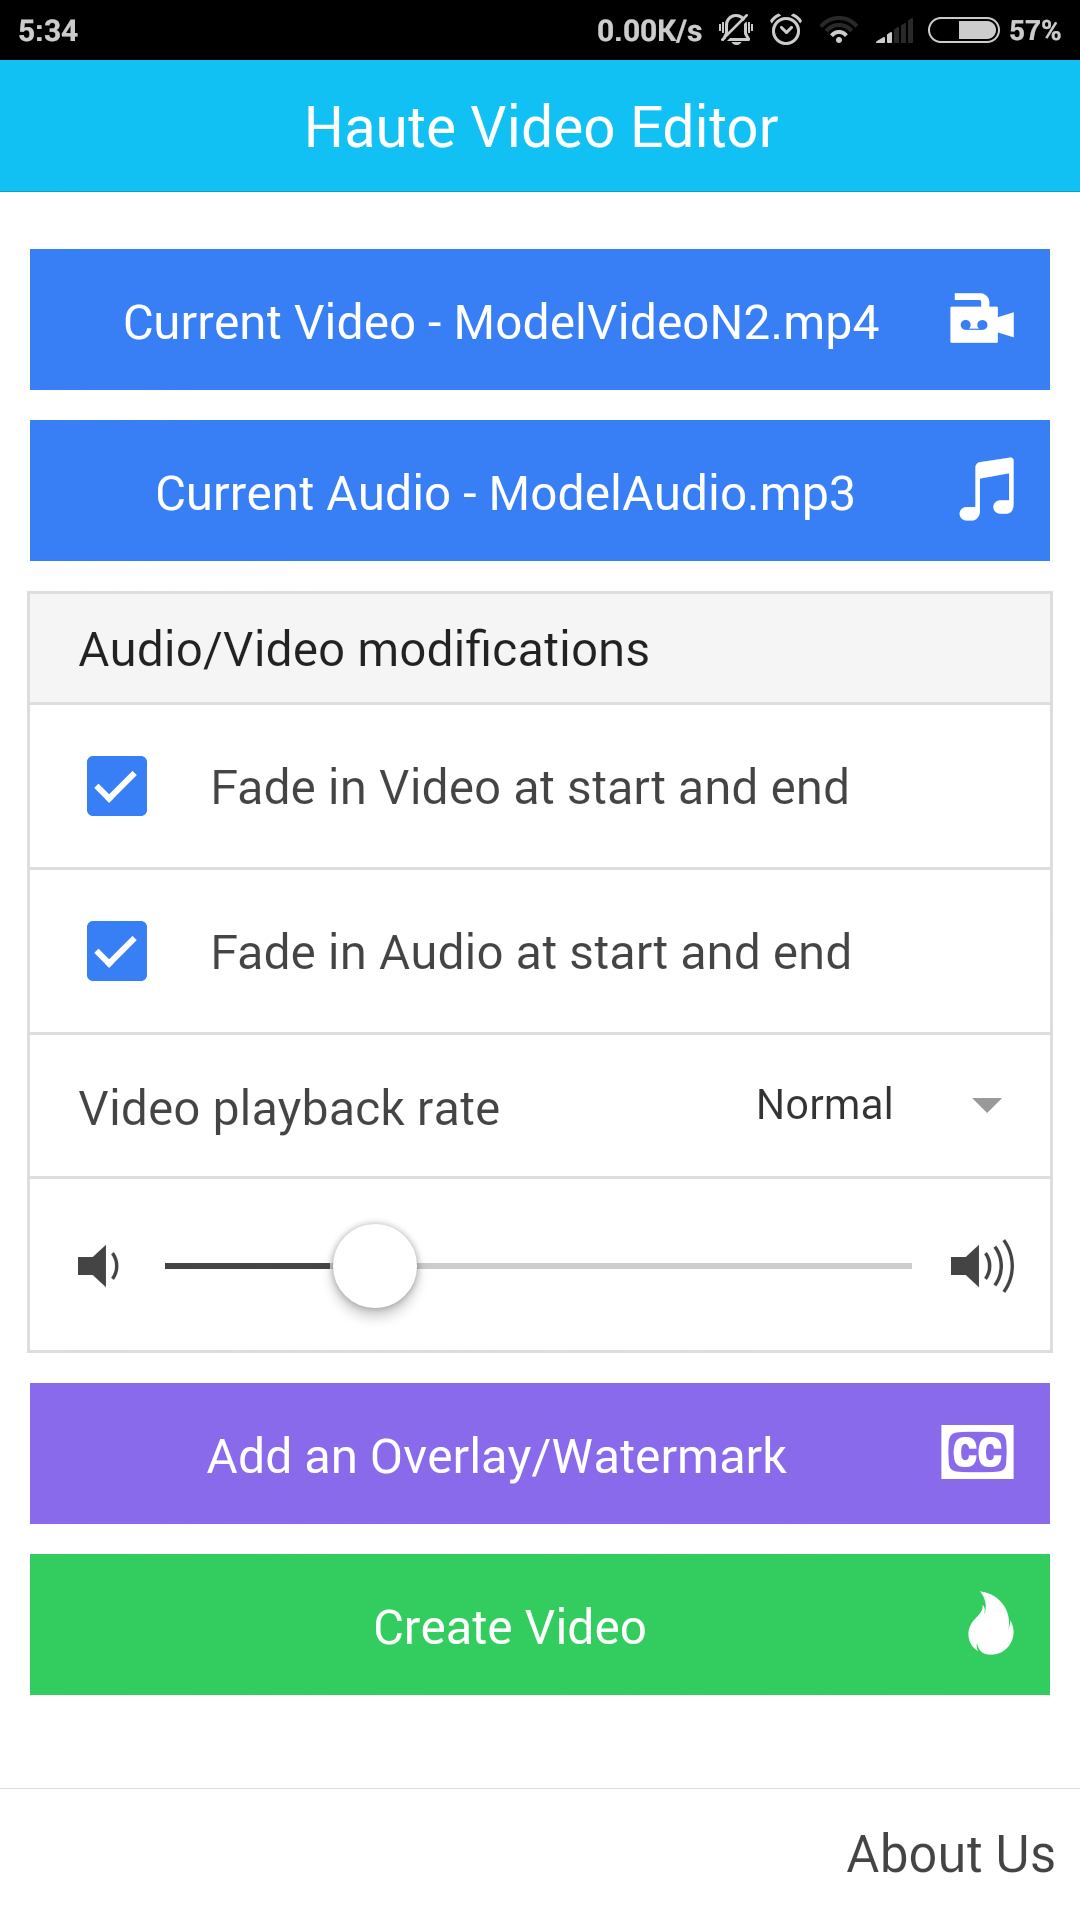 5:34 0.00K/s 57%
Haute Video Editor
Current Video - ModelVideoN2.mp4
Current Audio - ModelAudio.mp3
Audio/Video modifications
Fade in Video at start and end
Fade in Audio at start and end
Video playback rate Normal
Add an Overlay/Watermark CC
Create Video
About Us